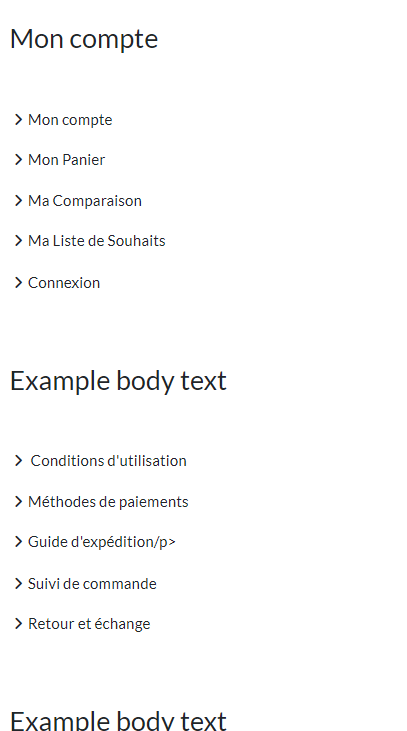 Mon compte
Mon compte
Mon Panier
Ma Comparaison
Ma Liste de Souhaits
Connexion
Example body text
Conditions d'utilisation
Méthodes de paiements
Guide d'expédition/p>
Suivi de commande
Retour et échange
Example body text